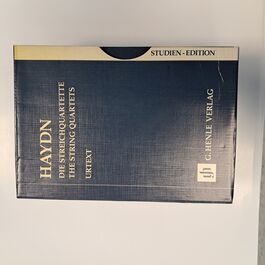 STUDIEN-EDITION
HAYDN
DIE STREICHQUARTETTE
THE STRING QUARTETS
URTEXT
G. HENLE VERLAG